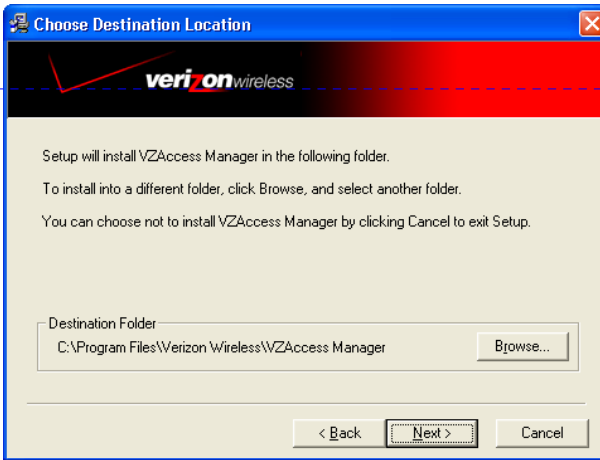 Choose Destination Location
verizonwireless
Setup will install VZAccess Manager in the following folder.
To install into a different folder, click Browse, and select another folder.
You can choose not to install VZAccess Manager by clicking Cancel to exit Setup.
Destination Folder
C:\Program Files\Verizon Wireless\VZAccess Manager
Browse...
< Back
Next >
Cancel